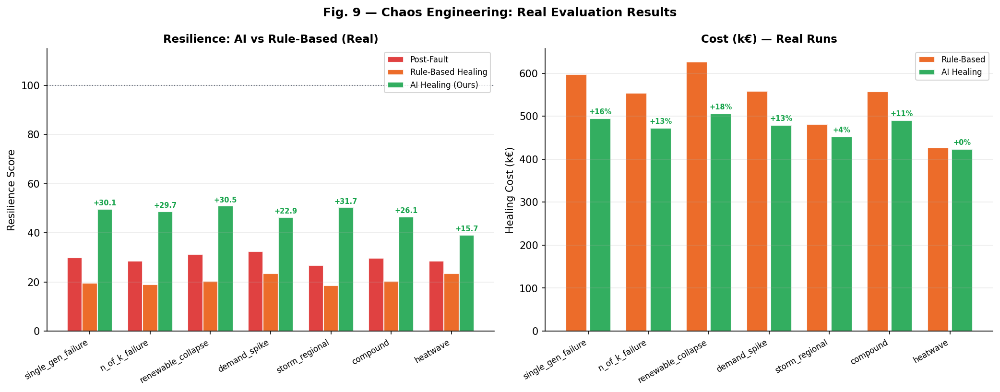 Fig. 9 — Chaos Engineering: Real Evaluation Results
Resilience: AI vs Rule-Based (Real)
Resilience Score
100
80
60
40
20
0
Post-Fault
Rule-Based Healing
AI Healing (Ours)
+30.1
+29.7
+30.5
+22.9
+31.7
+26.1
+15.7
single_gen_failure
n_of_k_failure
renewable_collapse
demand_spike
storm_regional
compound
heatwave
Cost (k€) — Real Runs
Healing Cost (k€)
600
500
400
300
200
100
0
Rule-Based
AI Healing
+16%
+13%
+18%
+13%
+4%
+11%
+0%
single_gen_failure
n_of_k_failure
renewable_collapse
demand_spike
storm_regional
compound
heatwave